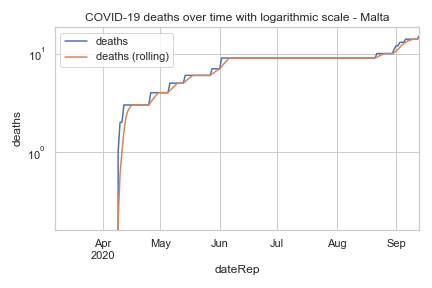 COVID-19 deaths over time with logarithmic scale - Malta
deaths
deaths (rolling)
10¹
10⁰
deaths
Apr
2020
May
Jun
Jul
Aug
Sep
dateRep